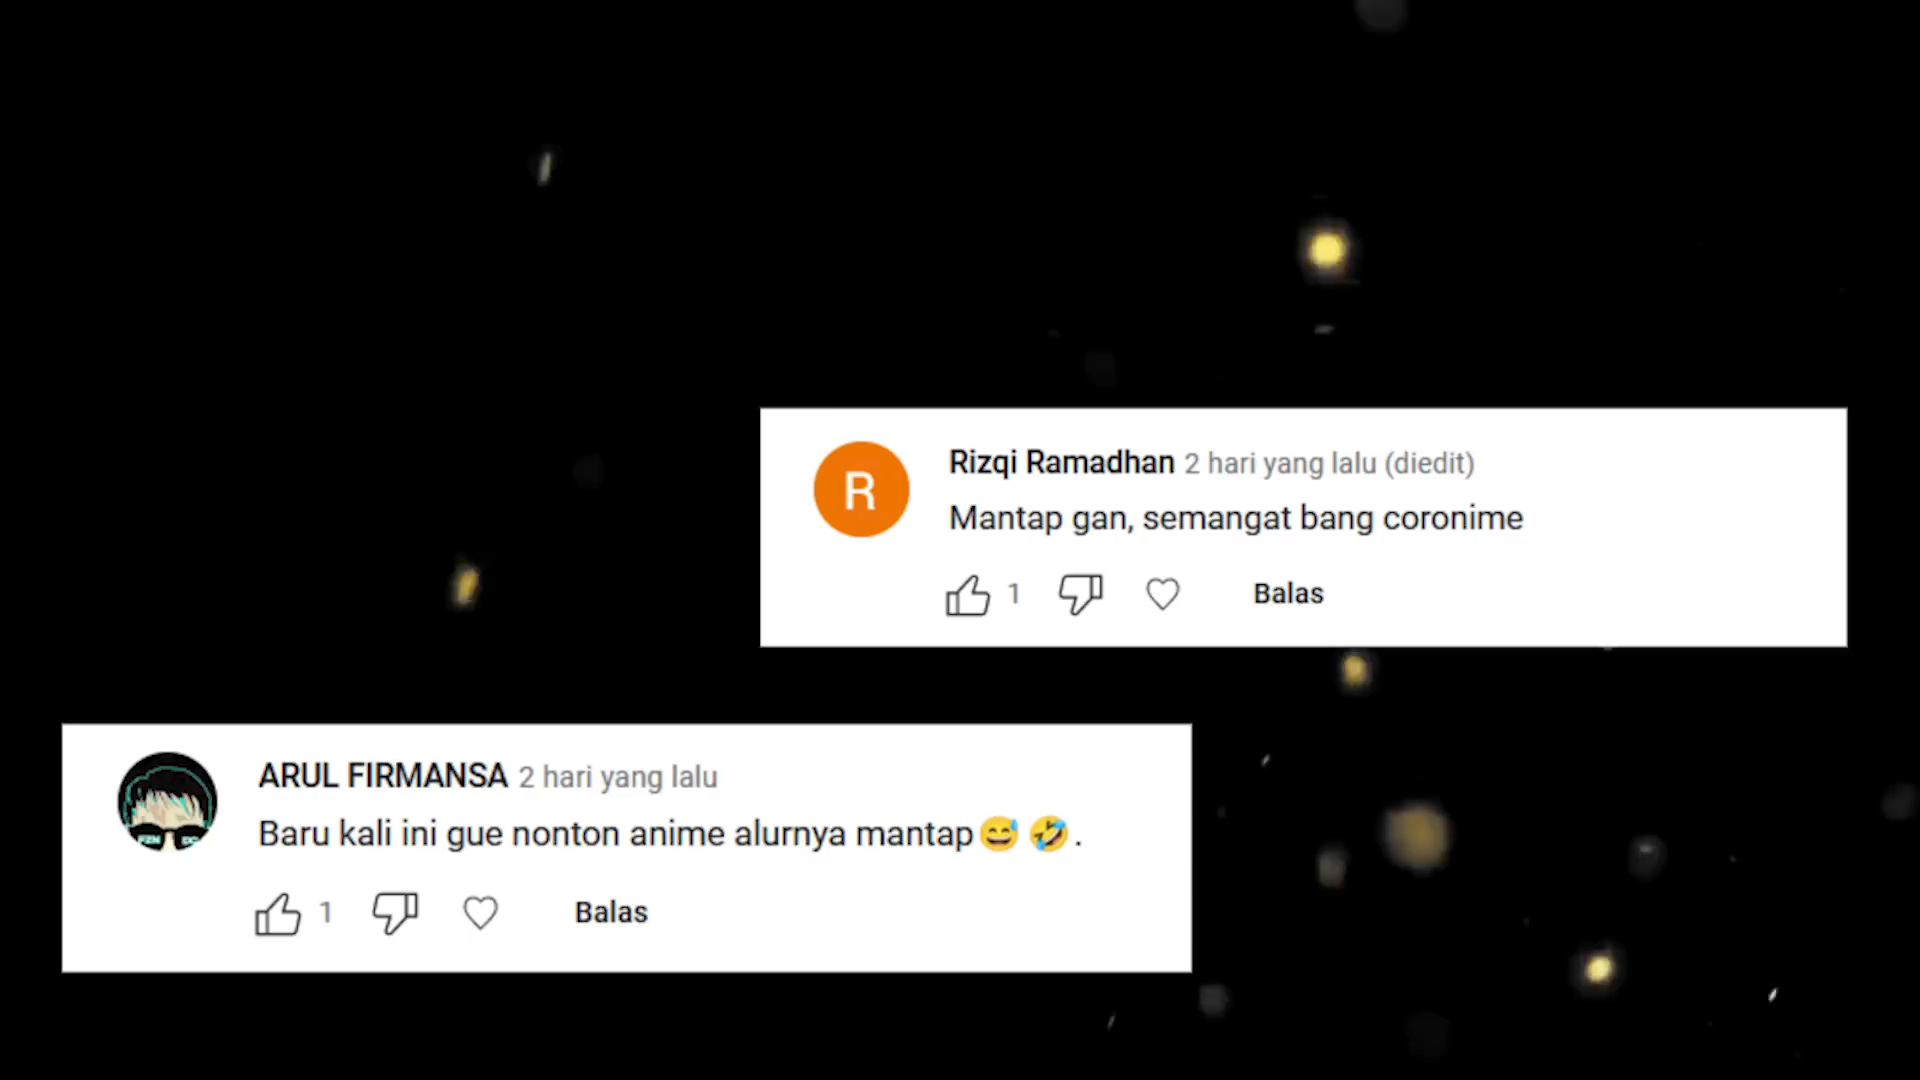 R
Rizqi Ramadhan 2 hari yang lalu (diedit)
Mantap gan, semangat bang coronime
1
Balas
ARUL FIRMANSA 2 hari yang lalu
Baru kali ini gue nonton anime alurnya mantap😅🤣.
1
Balas